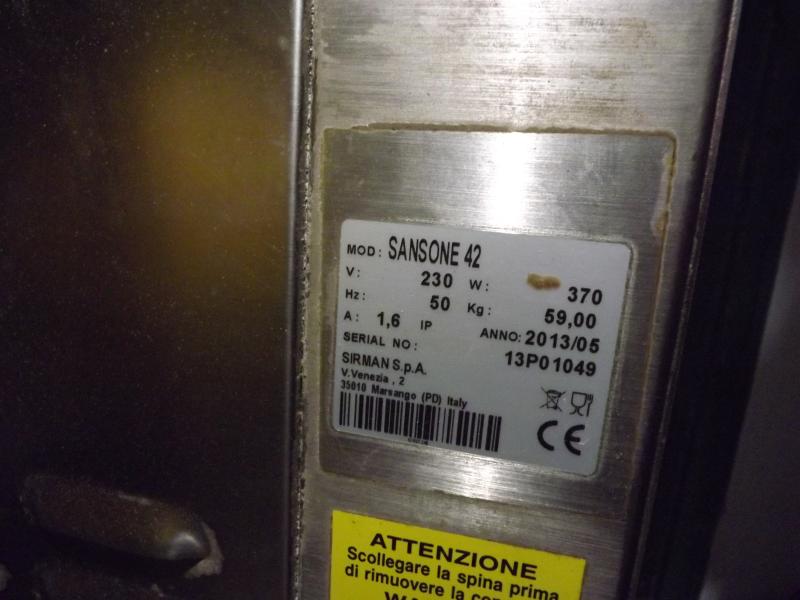 MOD: SANSONE 42
V: 230 W: 370
Hz: 50 Kg: 59,00
A: 1,6 IP ANNO: 2013/05
SERIAL NO: 13P01049
SIRMAN S.p.A.
V.Venezia , 2
35010 Marsango (PD) Italy
CE
ATTENZIONE
Scollegare la spina prima
di rimuovere la